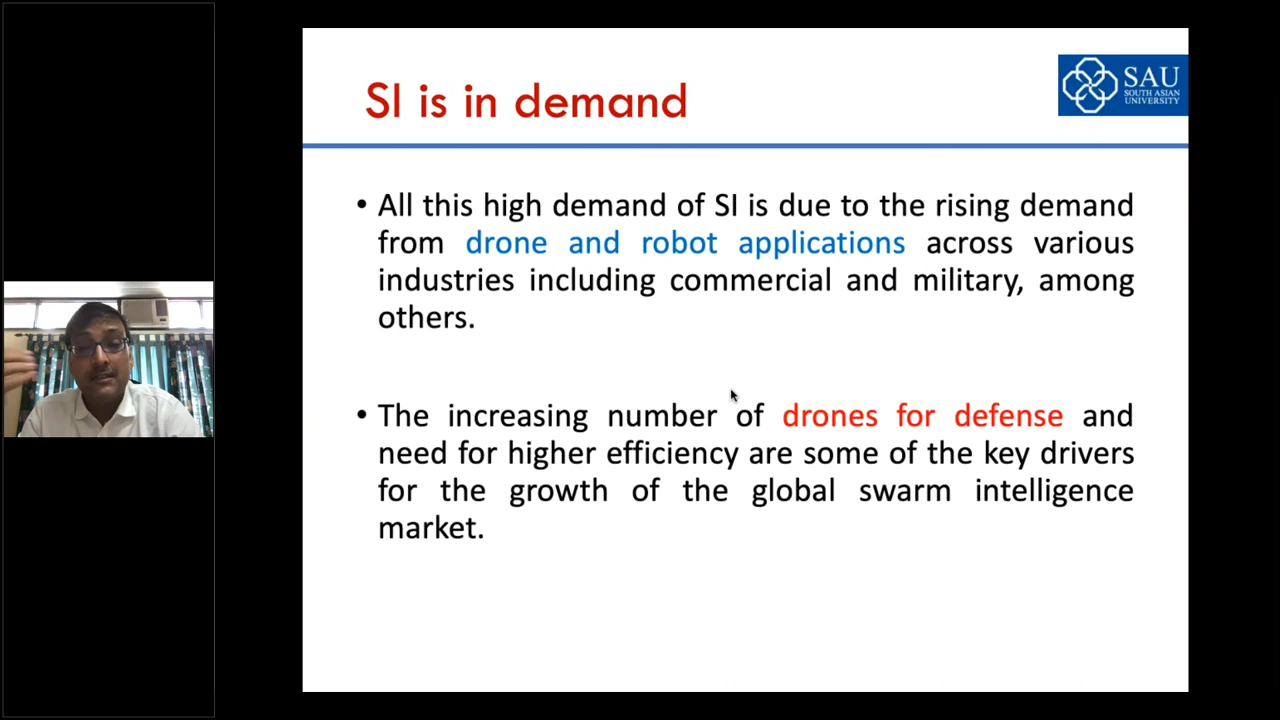 SI is in demand
SAU
SOUTH ASIAN
UNIVERSITY
• All this high demand of SI is due to the rising demand
from drone and robot applications across various
industries including commercial and military, among
others.
• The increasing number of drones for defense and
need for higher efficiency are some of the key drivers
for the growth of the global swarm intelligence
market.